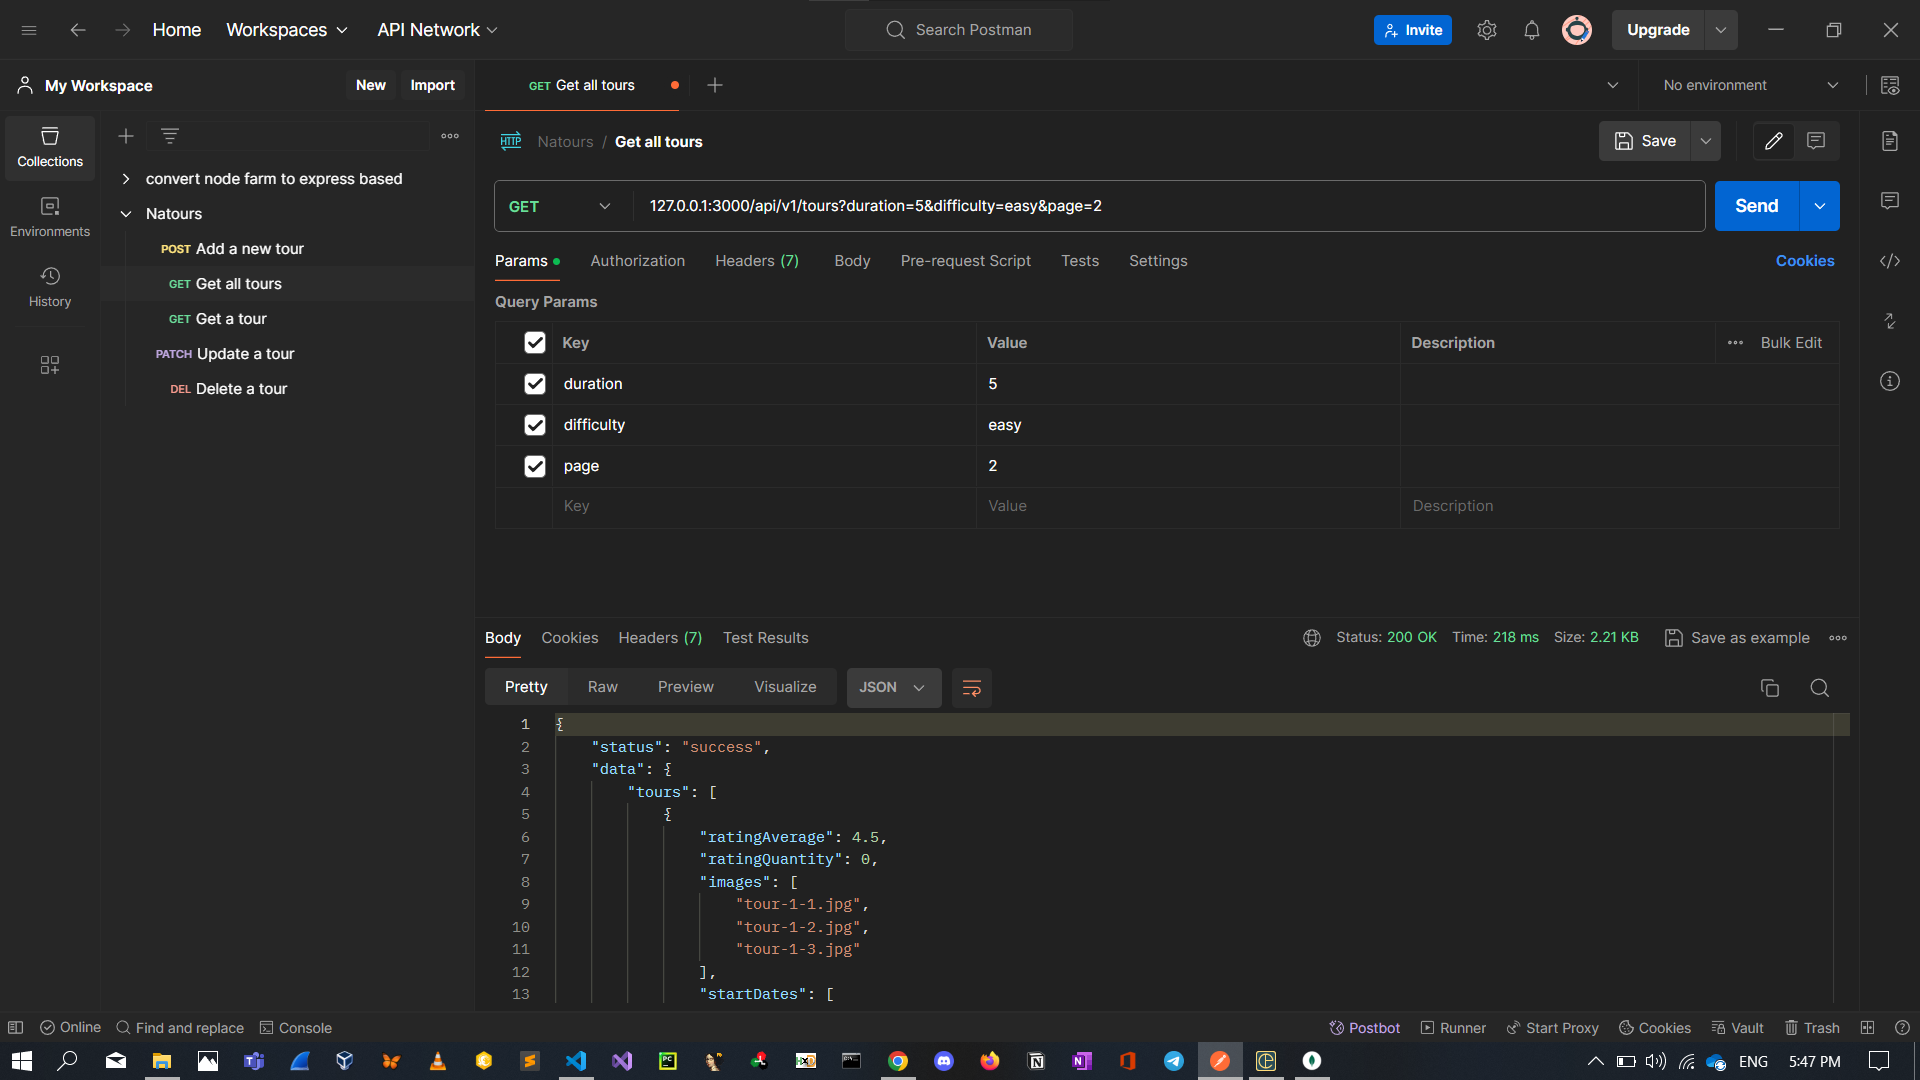 Home
Workspaces
API Network
Search Postman
Invite
Upgrade
My Workspace
New
Import
GET Get all tours
No environment
Collections
Environments
History
convert node farm to express based
Natours
POST Add a new tour
GET Get all tours
GET Get a tour
PATCH Update a tour
DEL Delete a tour
HTTP Natours / Get all tours
Save
GET
127.0.0.1:3000/api/v1/tours?duration=5&difficulty=easy&page=2
Send
Params
Authorization
Headers (7)
Body
Pre-request Script
Tests
Settings
Cookies
Query Params
Key Value Description Bulk Edit
duration 5
difficulty easy
page 2
Key Value Description
Body
Cookies
Headers (7)
Test Results
Status: 200 OK Time: 218 ms Size: 2.21 KB
Save as example
Pretty
Raw
Preview
Visualize
JSON
1 {
2 "status": "success",
3 "data": {
4 "tours": [
5 {
6 "ratingAverage": 4.5,
7 "ratingQuantity": 0,
8 "images": [
9 "tour-1-1.jpg",
10 "tour-1-2.jpg",
11 "tour-1-3.jpg"
12 ],
13 "startDates": [
Online
Find and replace
Console
Postbot
Runner
Start Proxy
Cookies
Vault
Trash
ENG
5:47 PM